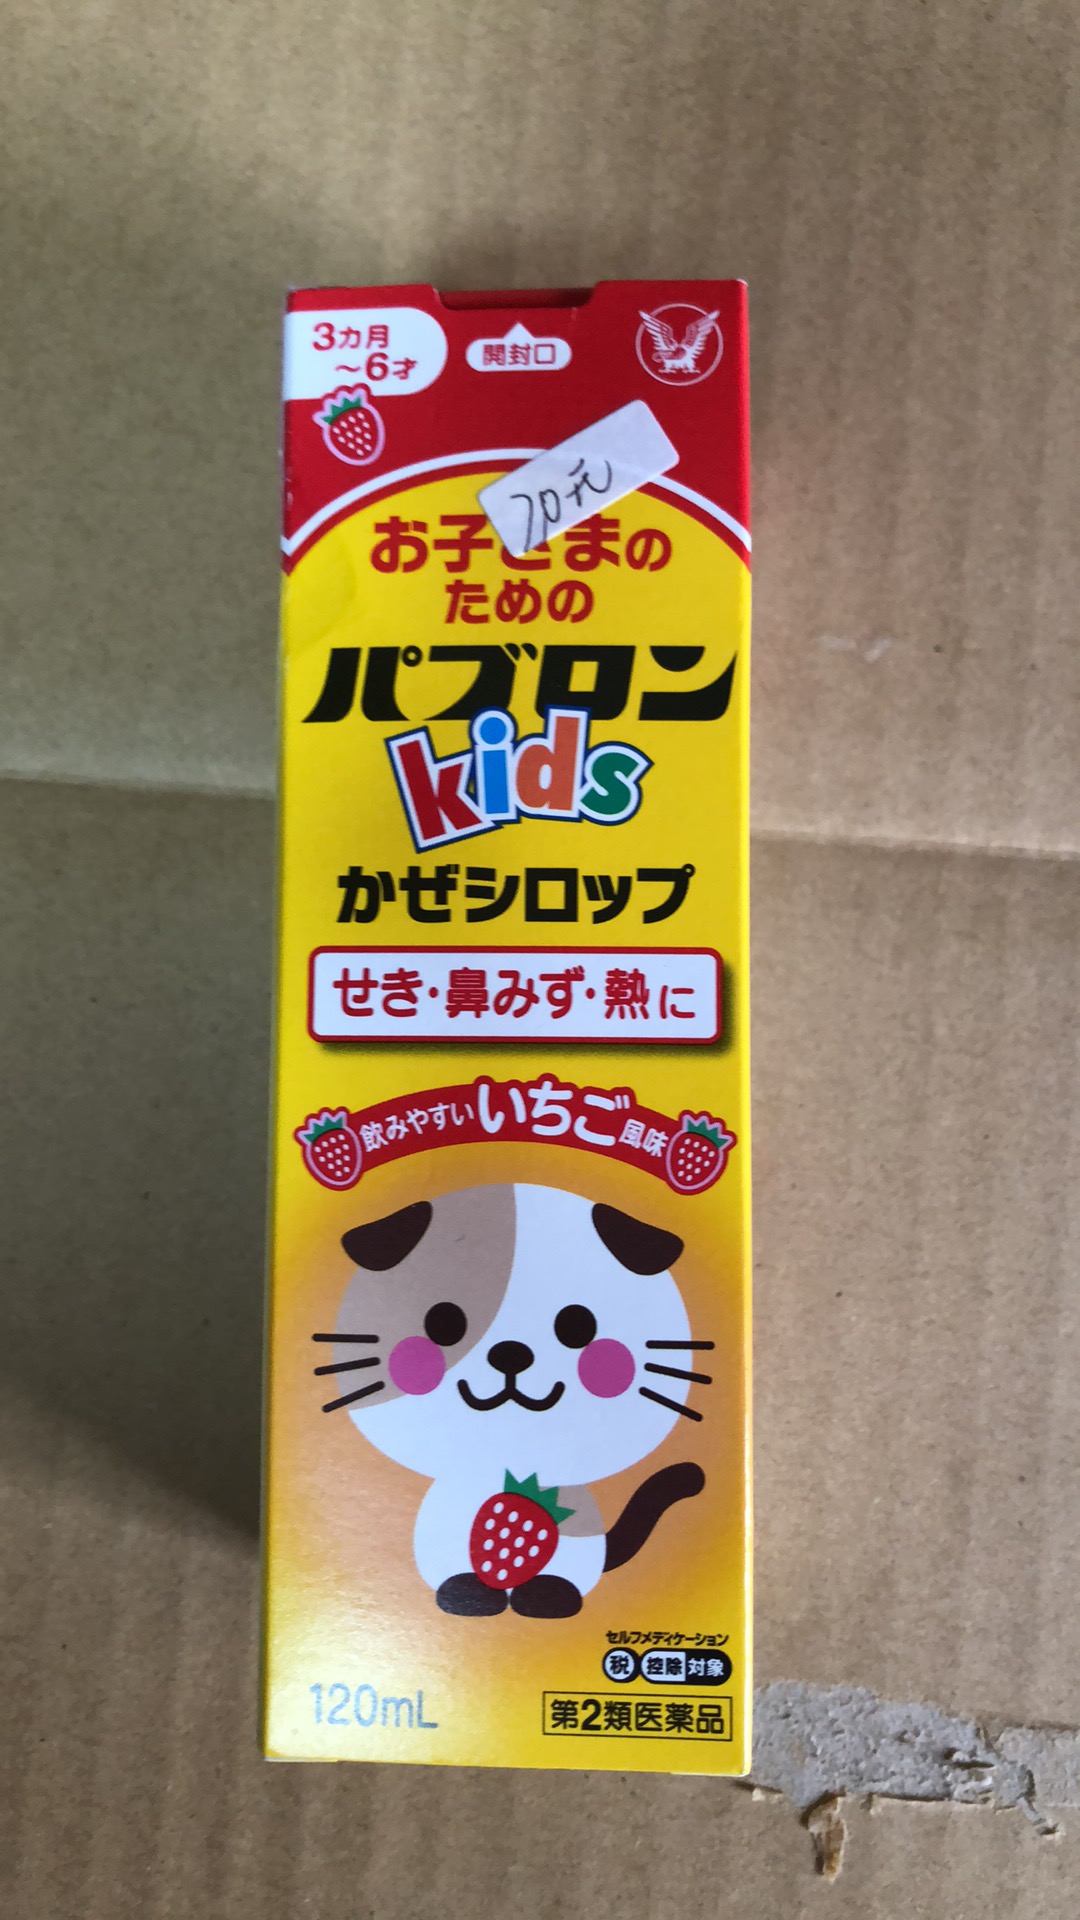 3カ月
～6才
開封口
70元
お子さまの
ための
パブロン
kids
かぜシロップ
せき・鼻みず・熱に
飲みやすいいちご風味
セルフメディケーション
税 控除 対象
120mL
第2類医薬品